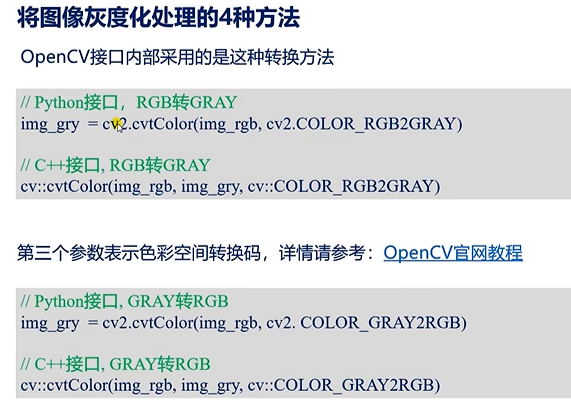 将图像灰度化处理的4种方法
OpenCV接口内部采用的是这种转换方法
// Python接口，RGB转GRAY
img_gry = cv2.cvtColor(img_rgb, cv2.COLOR_RGB2GRAY)
// C++接口, RGB转GRAY
cv::cvtColor(img_rgb, img_gry, cv::COLOR_RGB2GRAY)
第三个参数表示色彩空间转换码，详情请参考：OpenCV官网教程
// Python接口, GRAY转RGB
img_gry = cv2.cvtColor(img_rgb, cv2. COLOR_GRAY2RGB)
// C++接口, GRAY转RGB
cv::cvtColor(img_rgb, img_gry, cv::COLOR_GRAY2RGB)